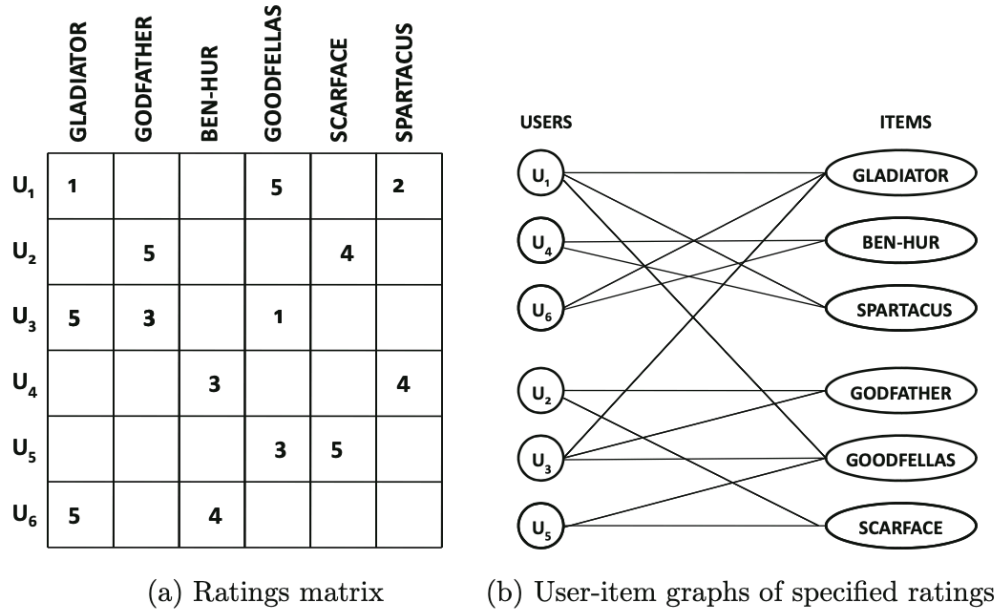 GLADIATOR GODFATHER BEN-HUR GOODFELLAS SCARFACE SPARTACUS
U₁ 1 5 2
U₂ 5 4
U₃ 5 3 1
U₄ 3 4
U₅ 3 5
U₆ 5 4
(a) Ratings matrix
USERS ITEMS
U₁ GLADIATOR
U₄ BEN-HUR
U₆ SPARTACUS
U₂ GODFATHER
U₃ GOODFELLAS
U₅ SCARFACE
(b) User-item graphs of specified ratings